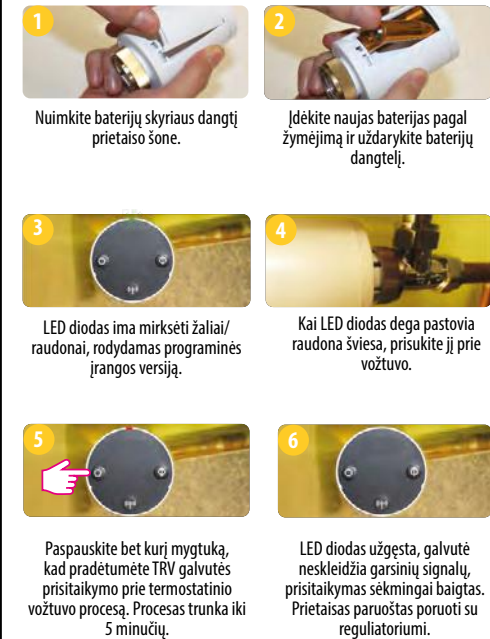 1
Nuimkite baterijų skyriaus dangtį
prietaiso šone.
2
Įdėkite naujas baterijas pagal
žymėjimą ir uždarykite baterijų
dangtelį.
3
LED diodas ima mirksėti žaliai/
raudonai, rodydamas programinės
įrangos versiją.
4
Kai LED diodas dega pastovia
raudona šviesa, prisukite jį prie
vožtuvo.
5
Paspauskite bet kurį mygtuką,
kad pradėtumėte TRV galvutės
prisitaikymo prie termostatinio
vožtuvo procesą. Procesas trunka iki
5 minučių.
6
LED diodas užgęsta, galvutė
neskleidžia garsinių signalų,
prisitaikymas sėkmingai baigtas.
Prietaisas paruoštas poruoti su
reguliatoriumi.